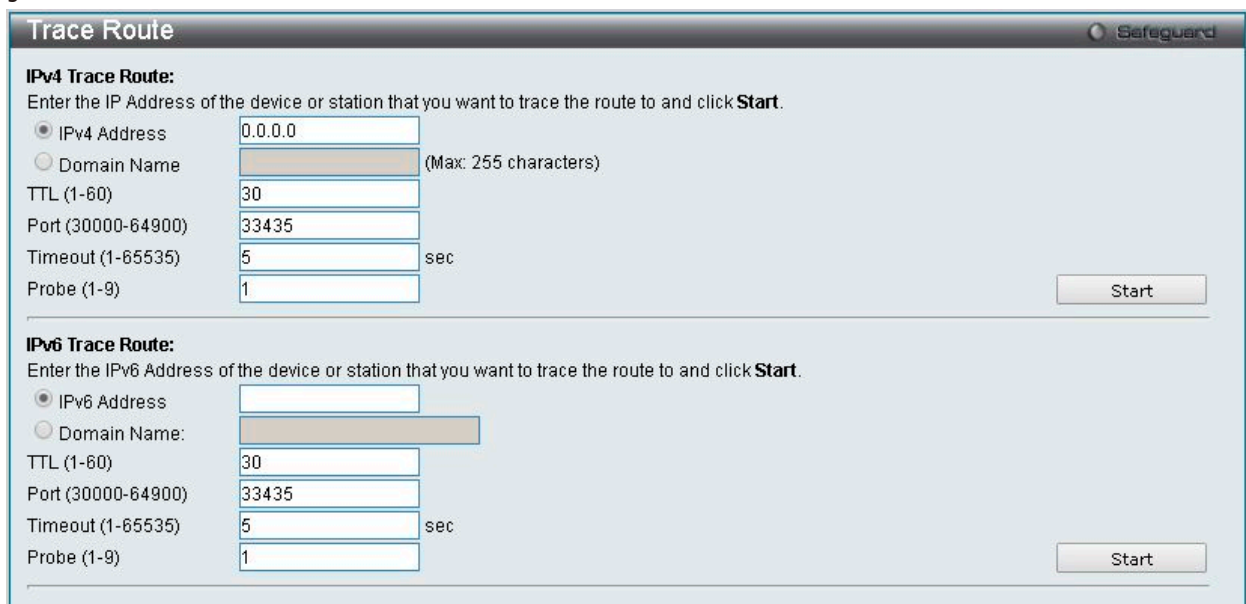 Trace Route
Safeguard
IPv4 Trace Route:
Enter the IP Address of the device or station that you want to trace the route to and click Start.
IPv4 Address 0.0.0.0
Domain Name (Max: 255 characters)
TTL (1-60) 30
Port (30000-64900) 33435
Timeout (1-65535) 5 sec
Probe (1-9) 1
Start
IPv6 Trace Route:
Enter the IPv6 Address of the device or station that you want to trace the route to and click Start.
IPv6 Address
Domain Name:
TTL (1-60) 30
Port (30000-64900) 33435
Timeout (1-65535) 5 sec
Probe (1-9) 1
Start